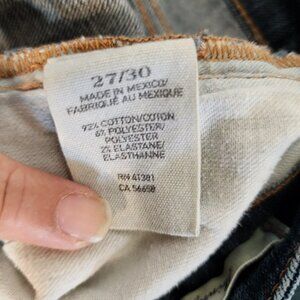 27/30
MADE IN MEXICO/
FABRIQUÉ AU MEXIQUE
92% COTTON/COTON
6% POLYESTER/
POLYESTER
2% ELASTANE/
ELASTHANNE
RN 41381
CA 56650